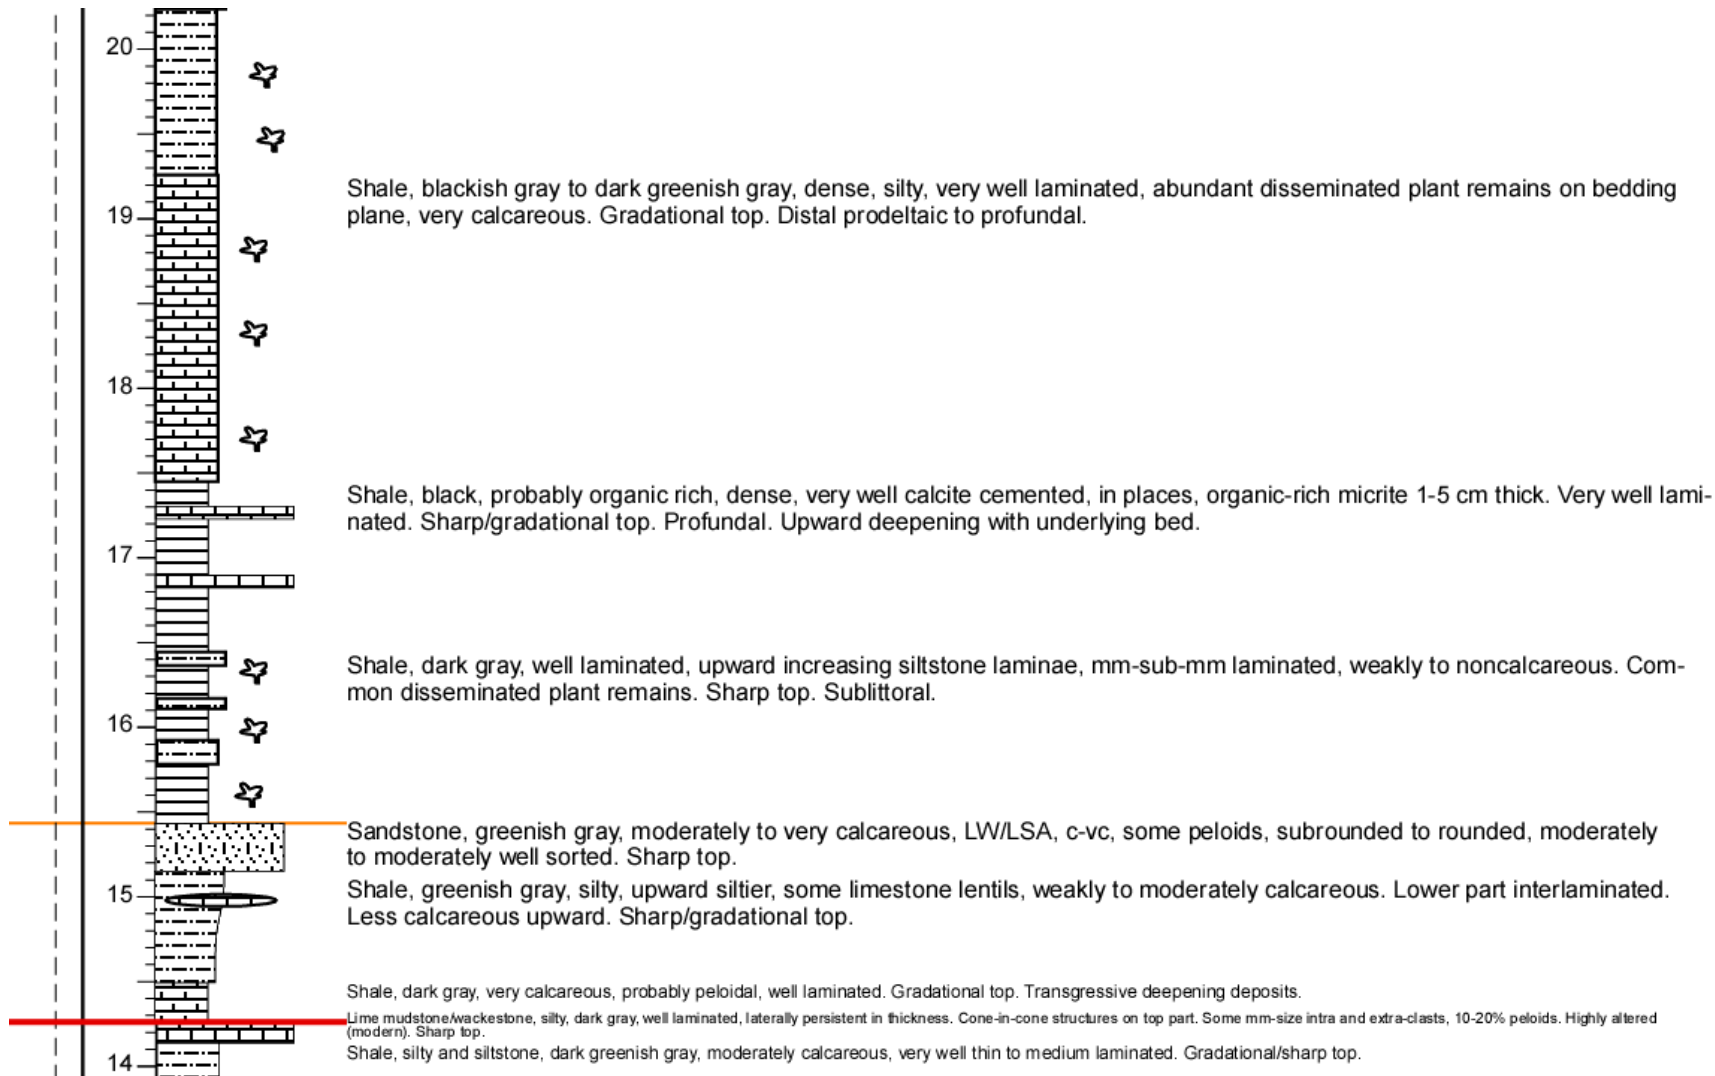 20
Shale, blackish gray to dark greenish gray, dense, silty, very well laminated, abundant disseminated plant remains on bedding
19
plane, very calcareous. Gradational top. Distal prodeltaic to profundal.
18
Shale, black, probably organic rich, dense, very well calcite cemented, in places, organic-rich micrite 1-5 cm thick. Very well lami-
nated. Sharp/gradational top. Profundal. Upward deepening with underlying bed.
17
Shale, dark gray, well laminated, upward increasing siltstone laminae, mm-sub-mm laminated, weakly to noncalcareous. Com-
mon disseminated plant remains. Sharp top. Sublittoral.
16
Sandstone, greenish gray, moderately to very calcareous, LW/LSA, c-vc, some peloids, subrounded to rounded, moderately
to moderately well sorted. Sharp top.
Shale, greenish gray, silty, upward siltier, some limestone lentils, weakly to moderately calcareous. Lower part interlaminated.
15
Less calcareous upward. Sharp/gradational top.
Shale, dark gray, very calcareous, probably peloidal, well laminated. Gradational top. Transgressive deepening deposits.
Lime mudstone/wackestone, silty, dark gray, well laminated, laterally persistent in thickness. Cone-in-cone structures on top part. Some mm-size intra and extra-clasts, 10-20% peloids. Highly altered
(modern). Sharp top.
Shale, silty and siltstone, dark greenish gray, moderately calcareous, very well thin to medium laminated. Gradational/sharp top.
14